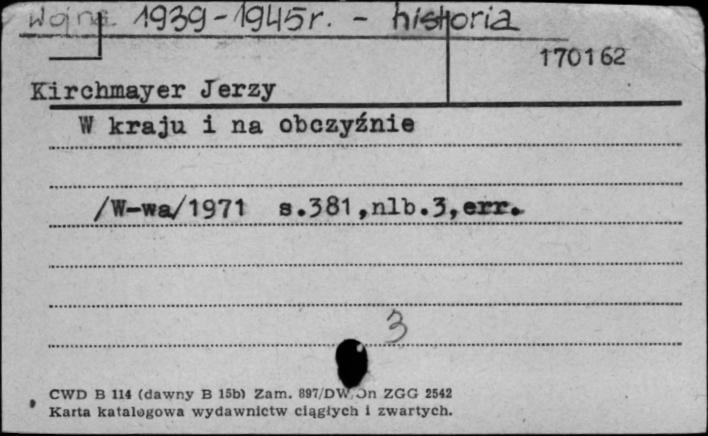 Wojna 1939-1945r. - historia
170162
Kirchmayer Jerzy
W kraju i na obczyźnie
/W-wa/1971 s.381,nlb.3,err.
3
CWD B 114 (dawny B 15b) Zam. 897/DW/Jn ZGG 2542
Karta katalogowa wydawnictw ciągłych i zwartych.